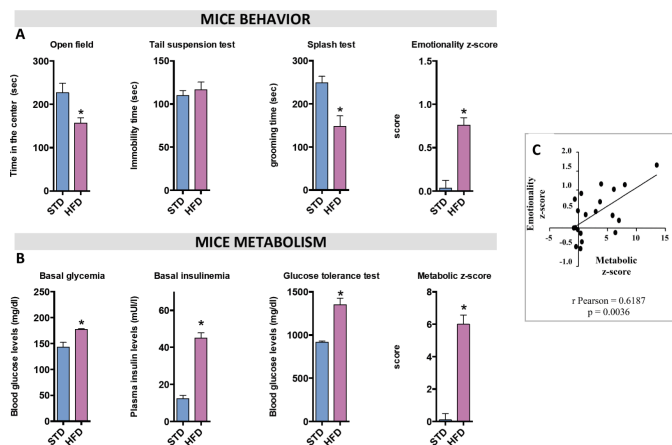 MICE BEHAVIOR
A
Open field
Tail suspension test
Splash test
Emotionality z-score
Time in the center (sec)
300
200
100
0
*
STD
HFD
Immobility time (sec)
150
100
50
0
STD
HFD
grooming time (sec)
300
200
100
0
*
STD
HFD
score
1.5
1.0
0.5
0.0
*
STD
HFD
MICE METABOLISM
B
Basal glycemia
Basal insulinemia
Glucose tolerance test
Metabolic z-score
Blood glucose levels (mg/dl)
250
200
150
100
50
0
*
STD
HFD
Plasma insulin levels (mUI/l)
60
40
20
0
*
STD
HFD
Blood glucose levels (mg/dl)
1500
1000
500
0
*
STD
HFD
score
8
6
4
2
0
*
STD
HFD
C
Emotionality
z-score
2.0
1.5
1.0
0.5
-0.5
-1.0
-5
0
5
10
15
Metabolic
z-score
r Pearson = 0.6187
p = 0.0036